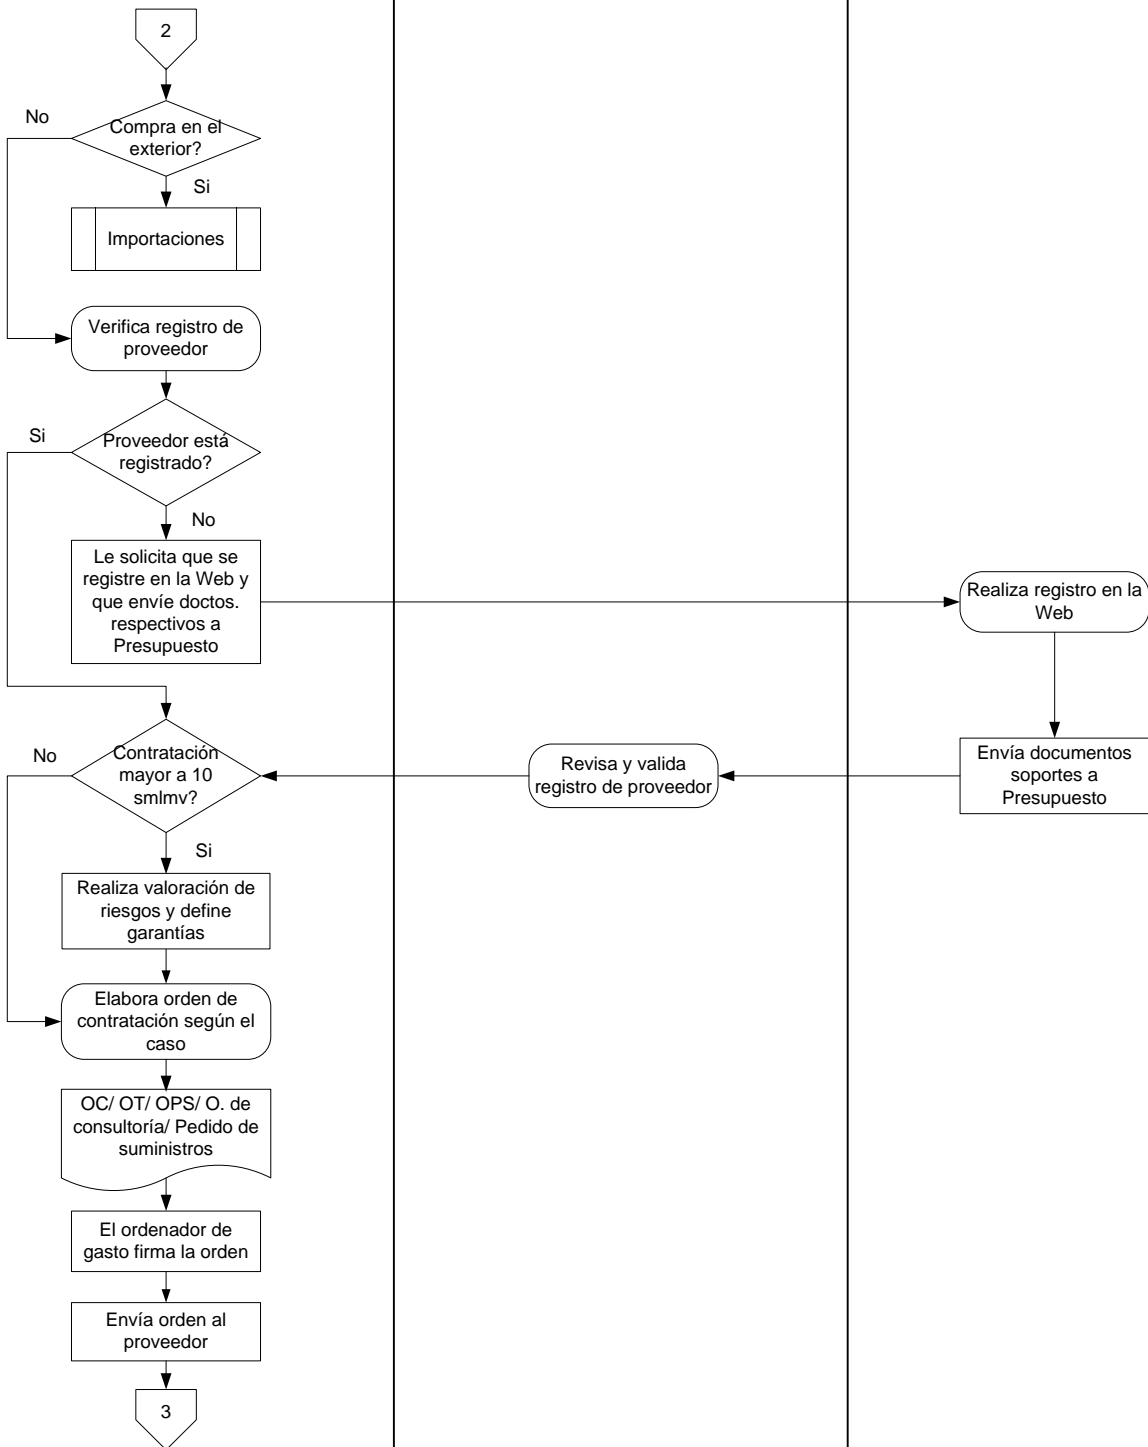 2
No
Compra en el
exterior?
Si
Importaciones
Verifica registro de
proveedor
Si
Proveedor está
registrado?
No
Le solicita que se
registre en la Web y
que envíe doctos.
respectivos a
Presupuesto
Realiza registro en la
Web
No
Contratación
mayor a 10
smlmv?
Revisa y valida
registro de proveedor
Envía documentos
soportes a
Presupuesto
Si
Realiza valoración de
riesgos y define
garantías
Elabora orden de
contratación según el
caso
OC/ OT/ OPS/ O. de
consultoría/ Pedido de
suministros
El ordenador de
gasto firma la orden
Envía orden al
proveedor
3